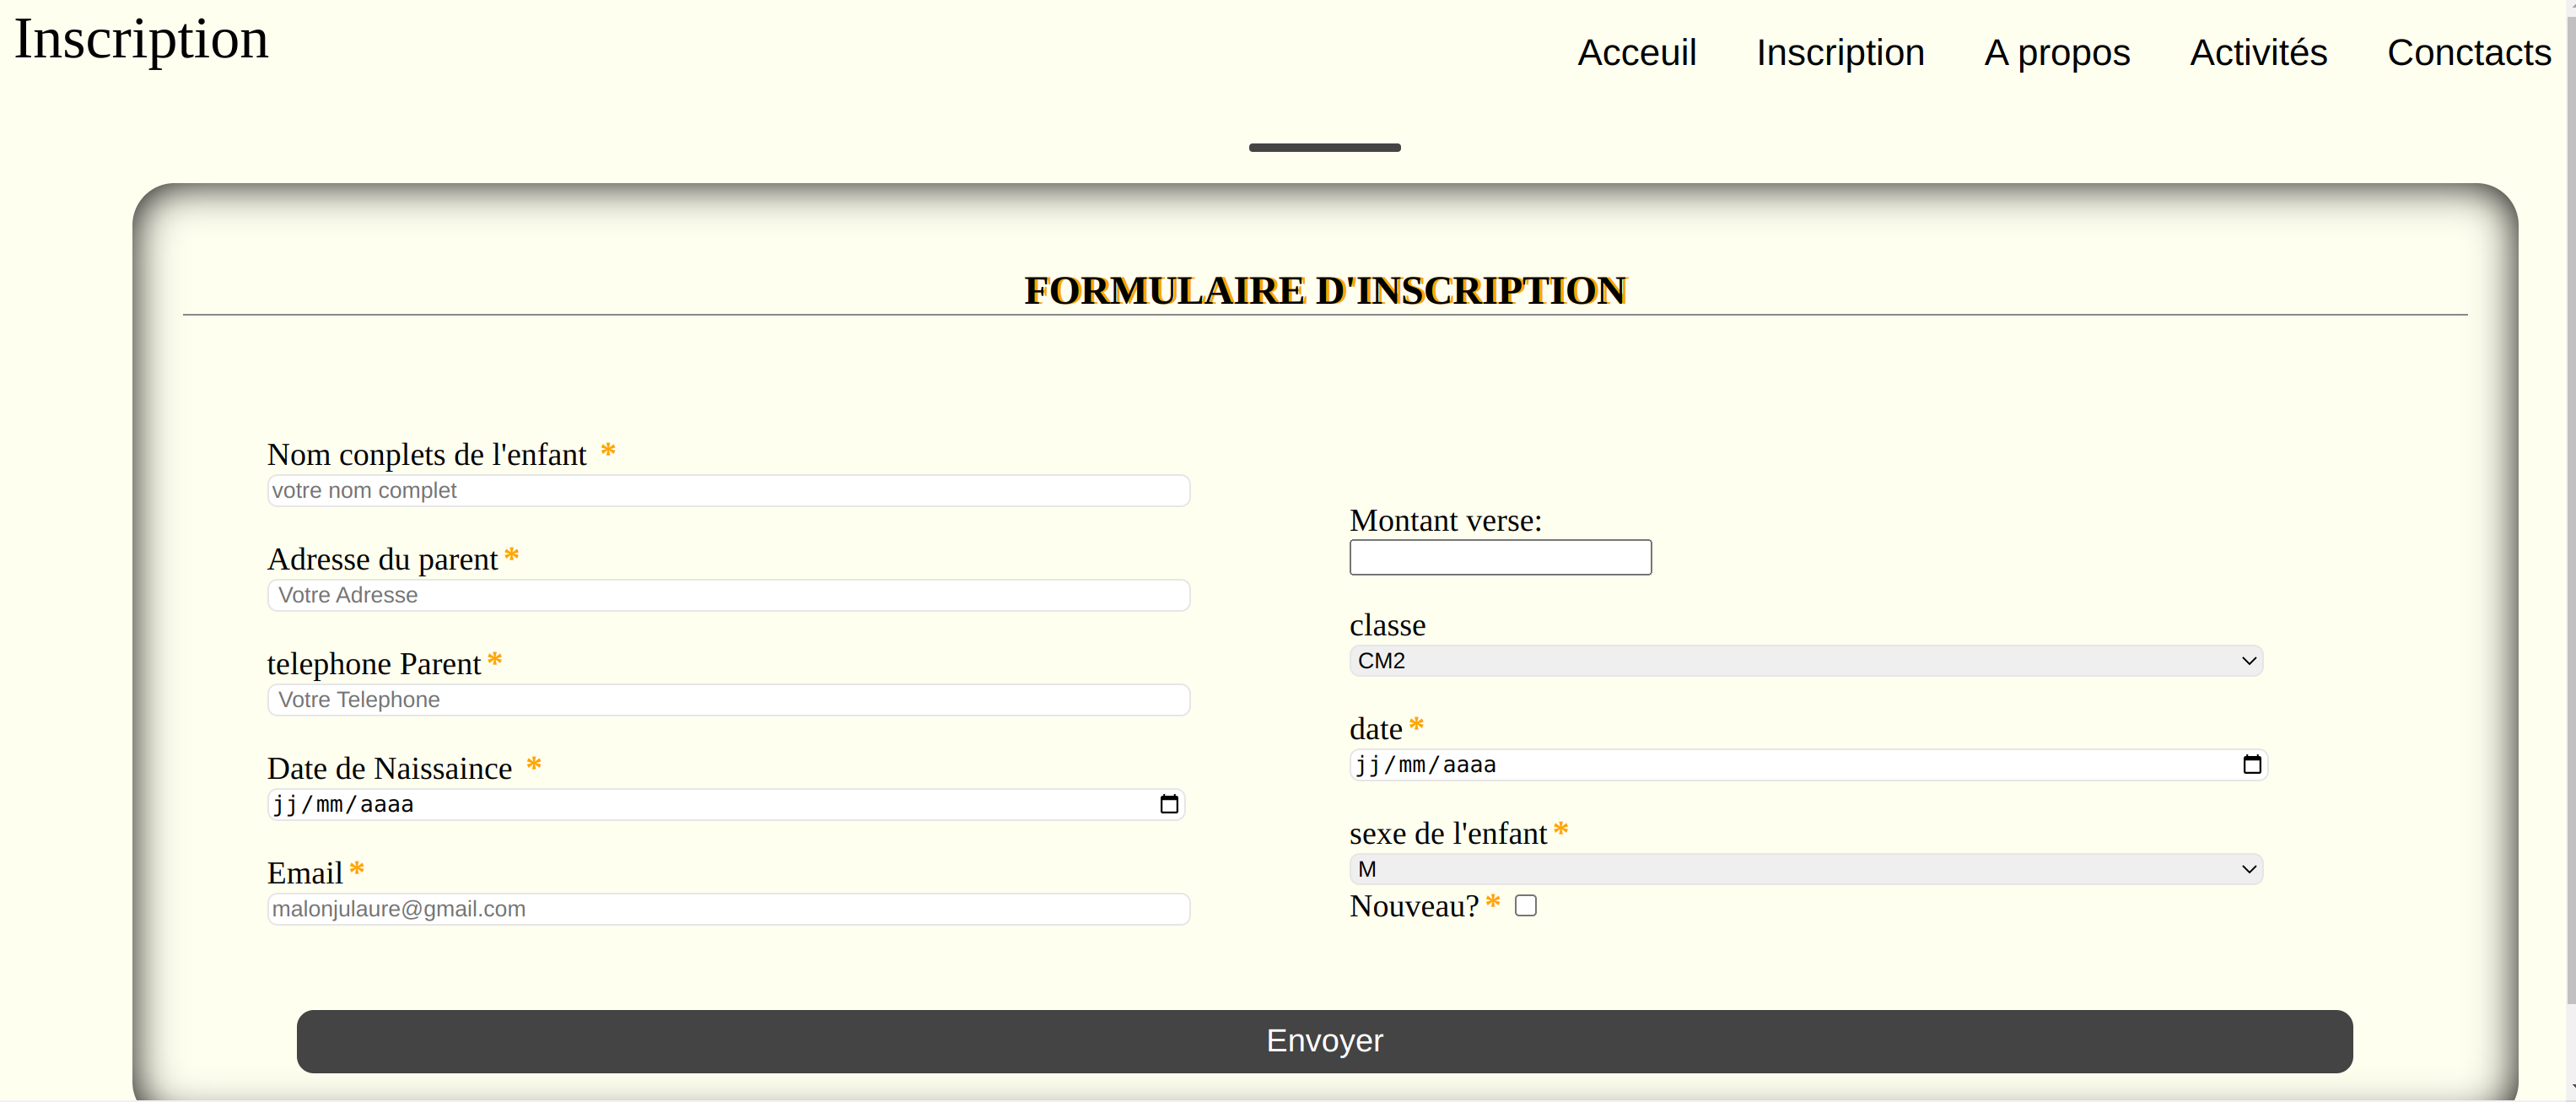 Inscription
Acceuil Inscription A propos Activités Conctacts
FORMULAIRE D'INSCRIPTION
Nom conplets de l'enfant *
votre nom complet
Adresse du parent *
Votre Adresse
telephone Parent *
Votre Telephone
Date de Naissaince *
jj/mm/aaaa
Email *
malonjulaure@gmail.com
Montant verse:
classe
CM2
date *
jj/mm/aaaa
sexe de l'enfant *
M
Nouveau? *
Envoyer